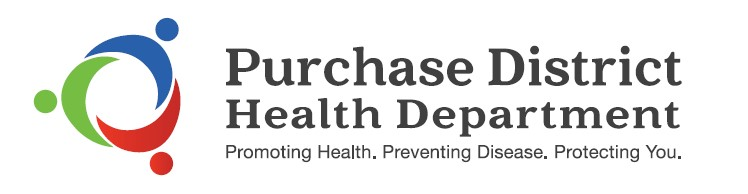 Purchase District
Health Department
Promoting Health. Preventing Disease. Protecting You.